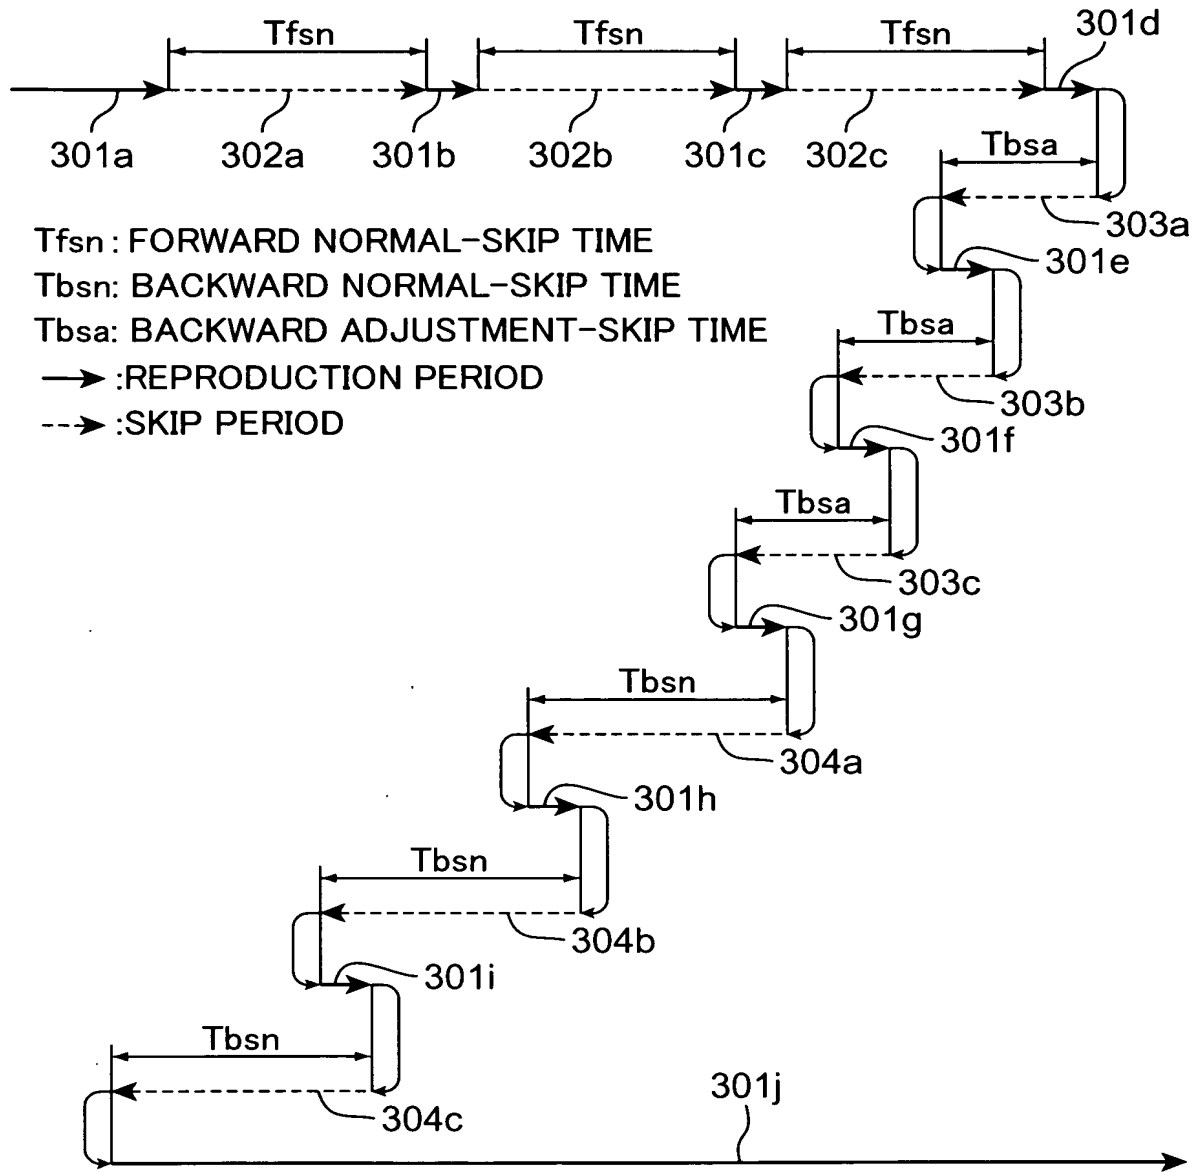 Tfsn Tfsn Tfsn 301d
301a 302a 301b 302b 301c 302c Tbsa
303a
Tfsn : FORWARD NORMAL-SKIP TIME
301e
Tbsn: BACKWARD NORMAL-SKIP TIME
Tbsa: BACKWARD ADJUSTMENT-SKIP TIME
Tbsa
:REPRODUCTION PERIOD
303b
:SKIP PERIOD
301f
Tbsa
303c
301g
Tbsn
304a
301h
Tbsn
304b
301i
Tbsn
301j
304c